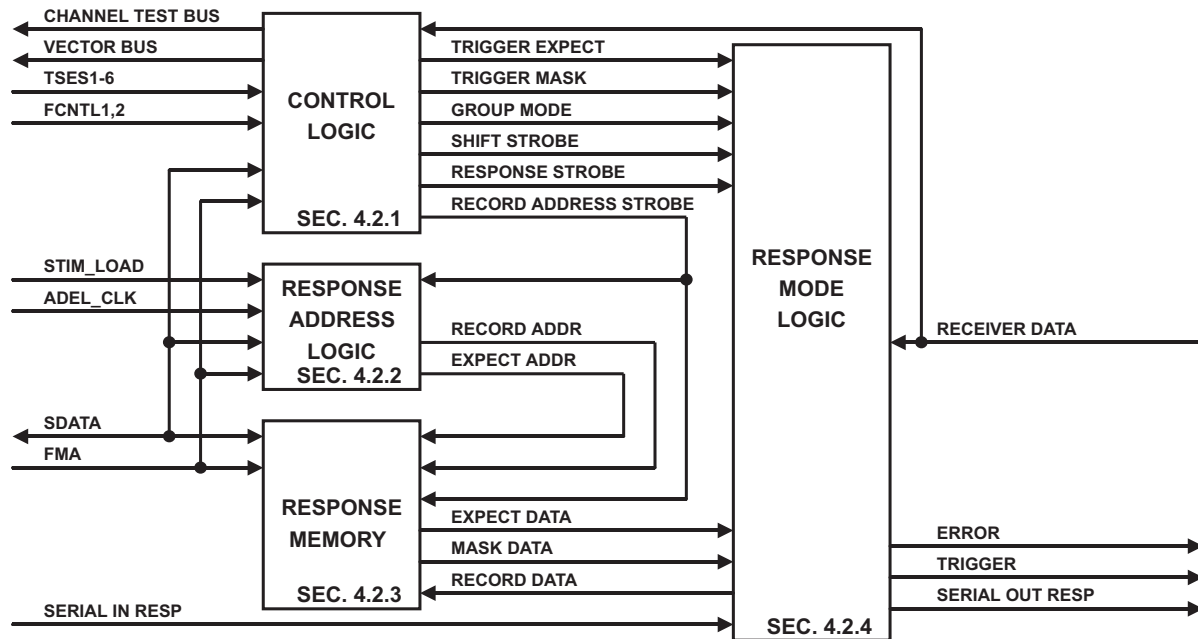 CHANNEL TEST BUS
VECTOR BUS
TSES1-6
FCNTL1,2
CONTROL
LOGIC
SEC. 4.2.1
TRIGGER EXPECT
TRIGGER MASK
GROUP MODE
SHIFT STROBE
RESPONSE STROBE
RECORD ADDRESS STROBE
STIM_LOAD
ADEL_CLK
RESPONSE
ADDRESS
LOGIC
SEC. 4.2.2
RECORD ADDR
EXPECT ADDR
RESPONSE
MODE
LOGIC
SEC. 4.2.4
RECEIVER DATA
SDATA
FMA
RESPONSE
MEMORY
SEC. 4.2.3
EXPECT DATA
MASK DATA
RECORD DATA
SERIAL IN RESP
ERROR
TRIGGER
SERIAL OUT RESP